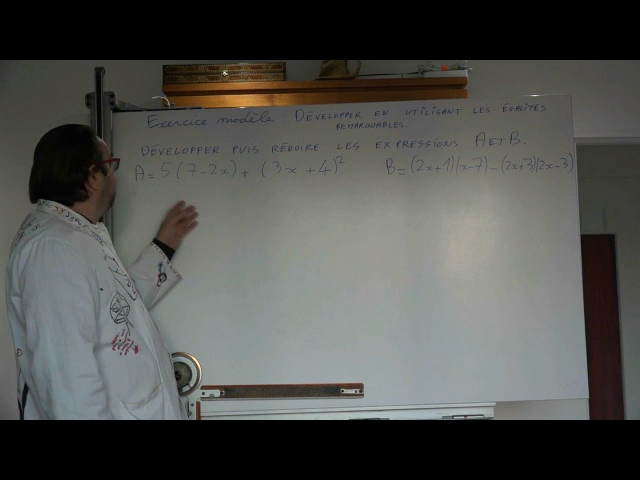 Exercice modèle DÉVELOPPER EN UTILISANT LES ÉGALITÉS
REMARQUABLES.
DÉVELOPPER PUIS RÉDUIRE LES EXPRESSIONS A ET B.
A = 5(7-2x) + (3x+4)² B = (2x+1)(x-7) - (2x+3)(2x-3)